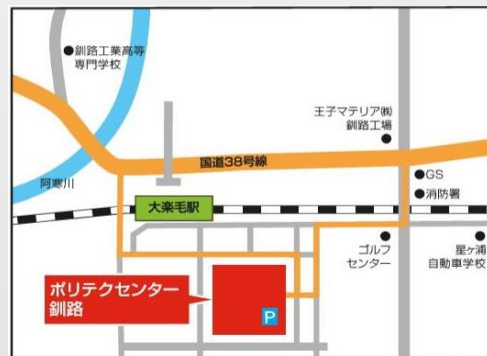 釧路工業高等
専門学校
王子マテリア㈱
釧路工場
国道38号線
GS
阿寒川
消防署
大楽毛駅
ゴルフ
センター
星ヶ浦
自動車学校
ポリテクセンター
釧路
P